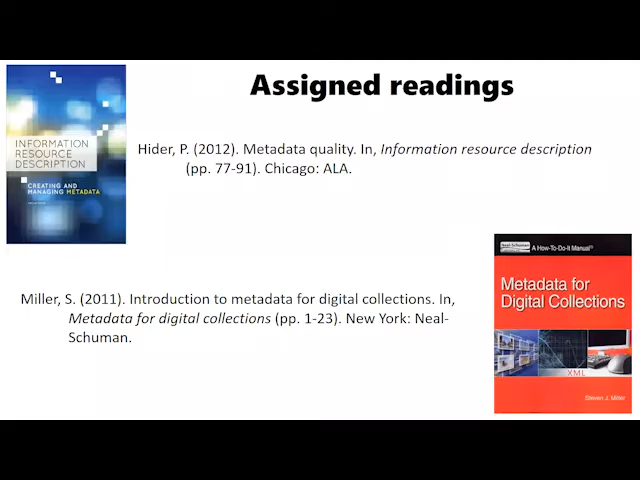 Assigned readings
INFORMATION
RESOURCE
DESCRIPTION
CREATING AND
MANAGING METADATA
Hider, P. (2012). Metadata quality. In, Information resource description
(pp. 77-91). Chicago: ALA.
Neal-Schuman
A How-To-Do-It Manual®
Metadata for
Digital Collections
XML
Steven J. Miller
Miller, S. (2011). Introduction to metadata for digital collections. In,
Metadata for digital collections (pp. 1-23). New York: Neal-
Schuman.